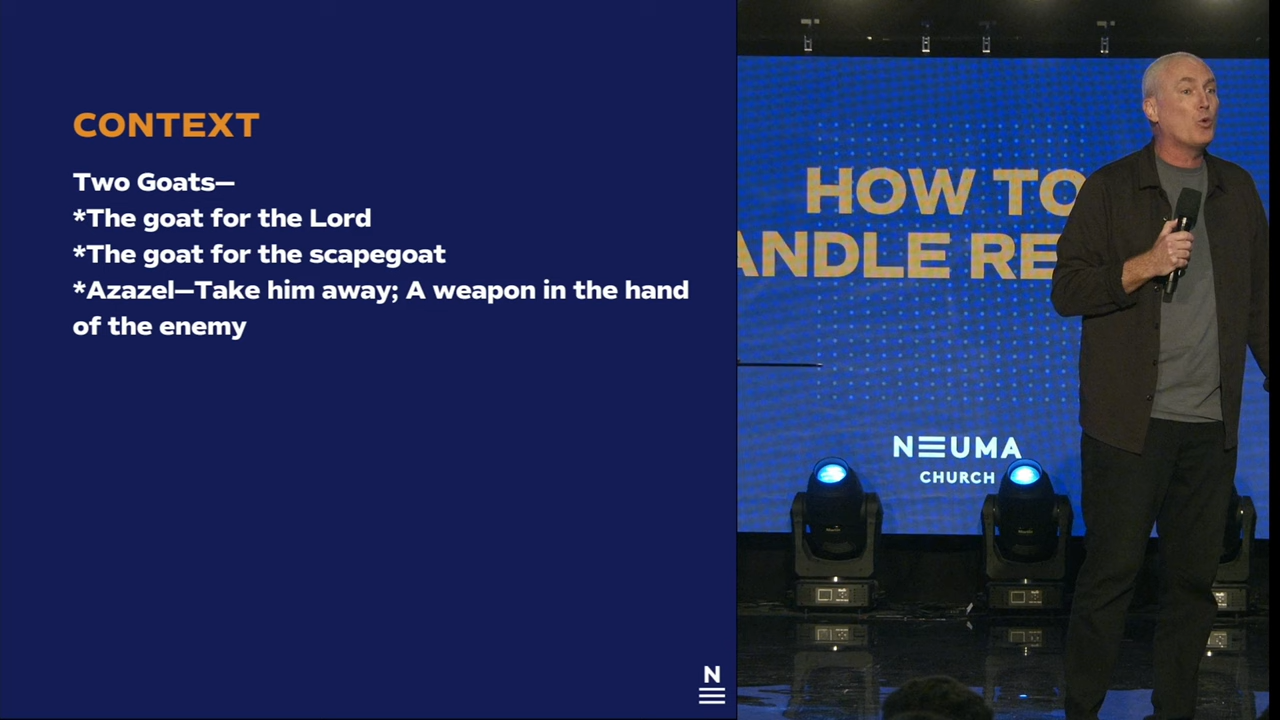 CONTEXT
Two Goats—
*The goat for the Lord
*The goat for the scapegoat
*Azazel—Take him away; A weapon in the hand
of the enemy
N
HOW TO
ANDLE RE
NEUMA
CHURCH